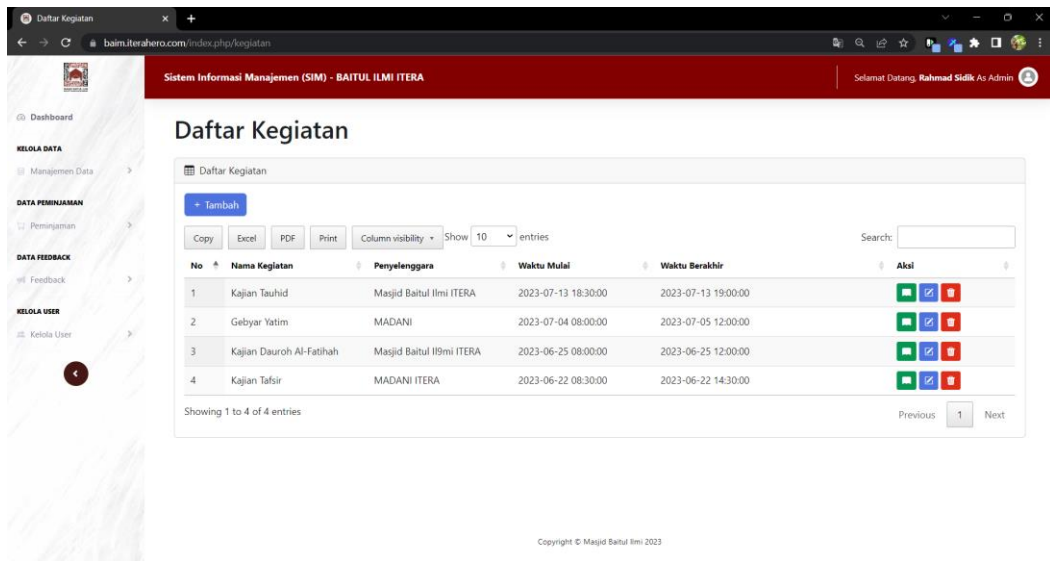 Daftar Kegiatan
baim.iterahero.com/index.php/kegiatan
Sistem Informasi Manajemen (SIM) - BAITUL ILMI ITERA
Selamat Datang, Rahmad Sidik As Admin
Dashboard
KELOLA DATA
Manajemen Data
DATA PEMINJAMAN
Peminjaman
DATA FEEDBACK
Feedback
KELOLA USER
Kelola User
Daftar Kegiatan
Daftar Kegiatan
+ Tambah
Copy Excel PDF Print Column visibility Show 10 entries Search:
No Nama Kegiatan Penyelenggara Waktu Mulai Waktu Berakhir Aksi
1 Kajian Tauhid Masjid Baitul Ilmi ITERA 2023-07-13 18:30:00 2023-07-13 19:00:00
2 Gebyar Yatim MADANI 2023-07-04 08:00:00 2023-07-05 12:00:00
3 Kajian Dauroh Al-Fatihah Masjid Baitul Il9mi ITERA 2023-06-25 08:00:00 2023-06-25 12:00:00
4 Kajian Tafsir MADANI ITERA 2023-06-22 08:30:00 2023-06-22 14:30:00
Showing 1 to 4 of 4 entries
Previous 1 Next
Copyright © Masjid Baitul Ilmi 2023